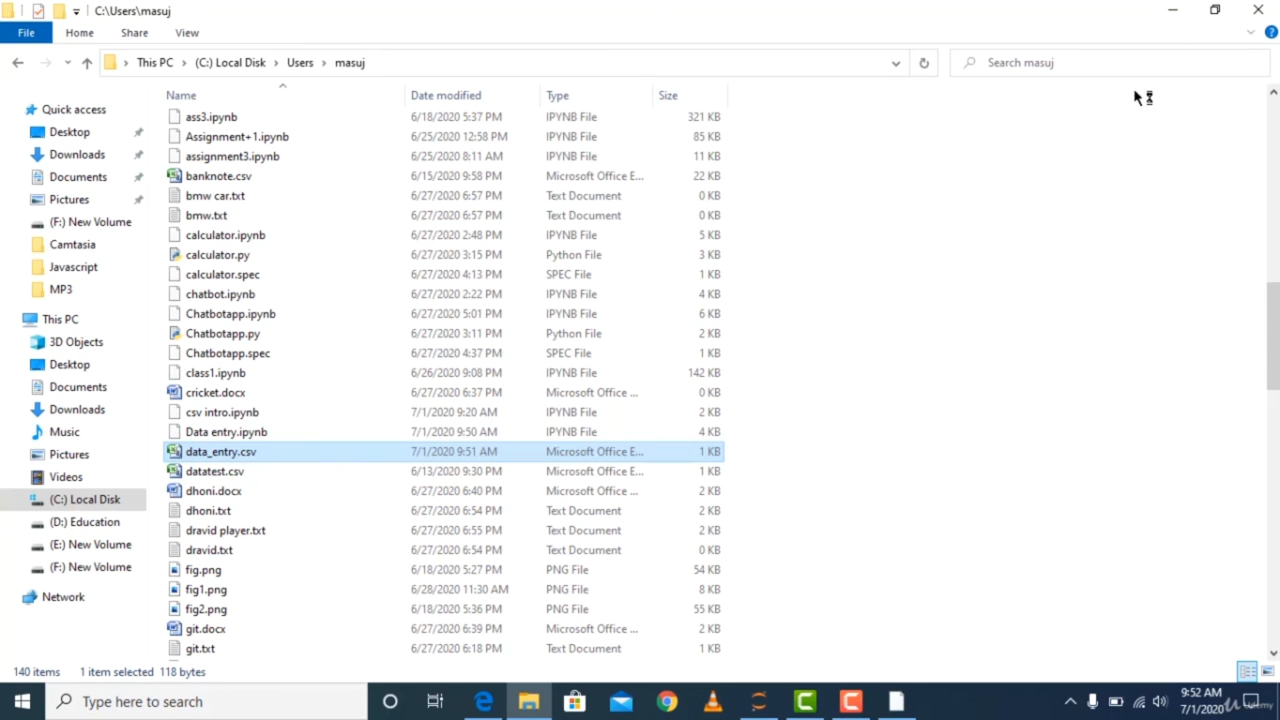 C:\Users\masuj
File Home Share View
This PC > (C:) Local Disk > Users > masuj
Search masuj
Name Date modified Type Size
Quick access
Desktop
Downloads
Documents
Pictures
(F:) New Volume
Camtasia
Javascript
MP3
This PC
3D Objects
Desktop
Documents
Downloads
Music
Pictures
Videos
(C:) Local Disk
(D:) Education
(E:) New Volume
(F:) New Volume
Network
ass3.ipynb 6/18/2020 5:37 PM IPYNB File 321 KB
Assignment+1.ipynb 6/25/2020 12:58 PM IPYNB File 85 KB
assignment3.ipynb 6/25/2020 8:11 AM IPYNB File 11 KB
banknote.csv 6/15/2020 9:58 PM Microsoft Office E... 22 KB
bmw car.txt 6/27/2020 6:57 PM Text Document 0 KB
bmw.txt 6/27/2020 6:57 PM Text Document 0 KB
calculator.ipynb 6/27/2020 2:48 PM IPYNB File 5 KB
calculator.py 6/27/2020 3:15 PM Python File 3 KB
calculator.spec 6/27/2020 4:13 PM SPEC File 1 KB
chatbot.ipynb 6/27/2020 2:22 PM IPYNB File 4 KB
Chatbotapp.ipynb 6/27/2020 5:01 PM IPYNB File 6 KB
Chatbotapp.py 6/27/2020 3:11 PM Python File 2 KB
Chatbotapp.spec 6/27/2020 4:37 PM SPEC File 1 KB
class1.ipynb 6/26/2020 9:08 PM IPYNB File 142 KB
cricket.docx 6/27/2020 6:37 PM Microsoft Office ... 0 KB
csv intro.ipynb 7/1/2020 9:20 AM IPYNB File 2 KB
Data entry.ipynb 7/1/2020 9:50 AM IPYNB File 4 KB
data_entry.csv 7/1/2020 9:51 AM Microsoft Office E... 1 KB
datatest.csv 6/13/2020 9:30 PM Microsoft Office E... 1 KB
dhoni.docx 6/27/2020 6:40 PM Microsoft Office ... 2 KB
dhoni.txt 6/27/2020 6:54 PM Text Document 2 KB
dravid player.txt 6/27/2020 6:55 PM Text Document 2 KB
dravid.txt 6/27/2020 6:54 PM Text Document 0 KB
fig.png 6/18/2020 5:27 PM PNG File 54 KB
fig1.png 6/28/2020 11:30 AM PNG File 8 KB
fig2.png 6/18/2020 5:36 PM PNG File 55 KB
git.docx 6/27/2020 6:39 PM Microsoft Office ... 2 KB
git.txt 6/27/2020 6:18 PM Text Document 1 KB
140 items 1 item selected 118 bytes
Type here to search
9:52 AM
7/1/2020
Udemy